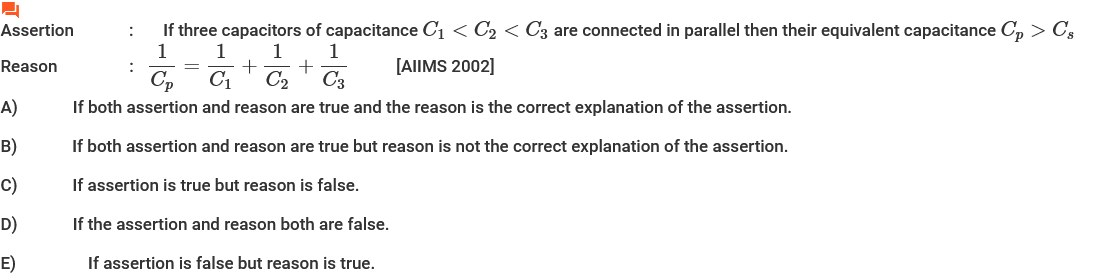 Assertion : If three capacitors of capacitance C₁ < C₂ < C₃ are connected in parallel then their equivalent capacitance Cₚ > Cₛ
Reason : 1/Cₚ = 1/C₁ + 1/C₂ + 1/C₃ [AIIMS 2002]
A) If both assertion and reason are true and the reason is the correct explanation of the assertion.
B) If both assertion and reason are true but reason is not the correct explanation of the assertion.
C) If assertion is true but reason is false.
D) If the assertion and reason both are false.
E) If assertion is false but reason is true.